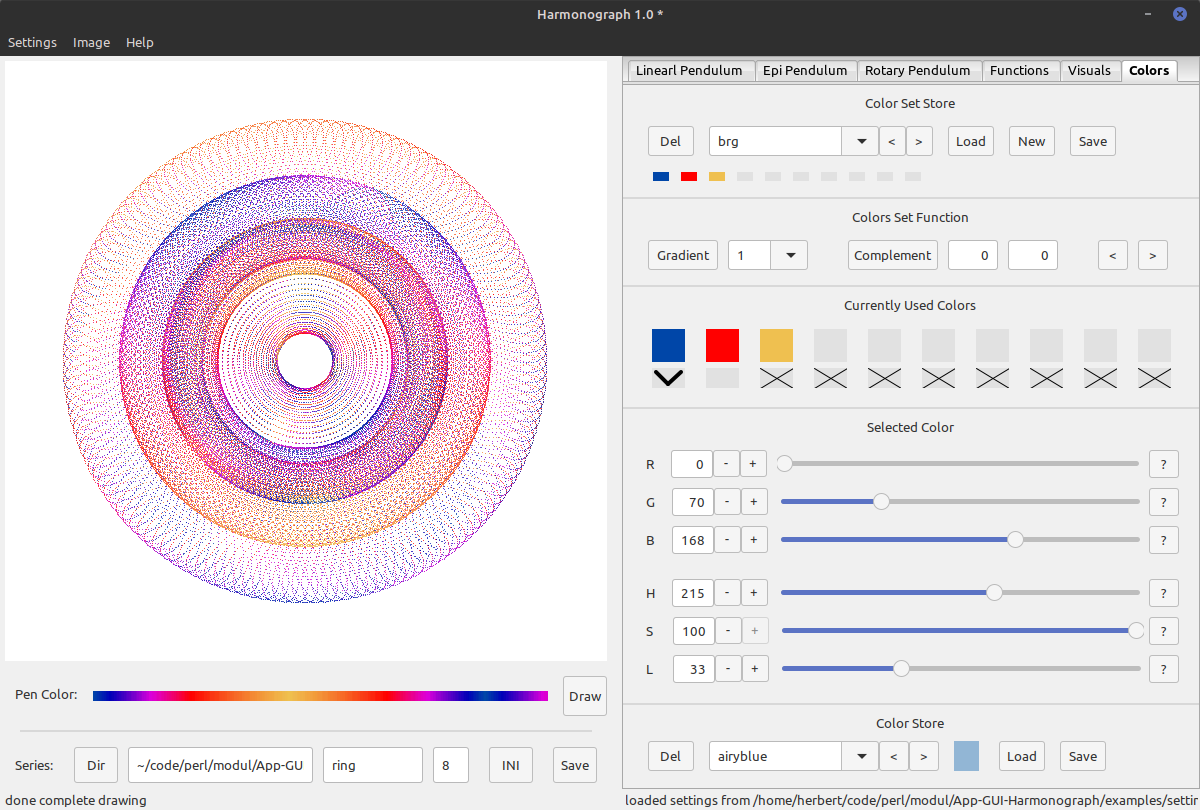 Harmonograph 1.0 *
Settings Image Help
Linearl Pendulum Epi Pendulum Rotary Pendulum Functions Visuals Colors
Color Set Store
Del brg < > Load New Save
Colors Set Function
Gradient 1 Complement 0 0 < >
Currently Used Colors
Selected Color
R 0 - + ?
G 70 - + ?
B 168 - + ?
H 215 - + ?
S 100 - + ?
L 33 - + ?
Pen Color: Draw
Color Store
Del airyblue < > Load Save
Series: Dir ~/code/perl/modul/App-GU ring 8 INI Save
done complete drawing
loaded settings from /home/herbert/code/perl/modul/App-GUI-Harmonograph/examples/settir